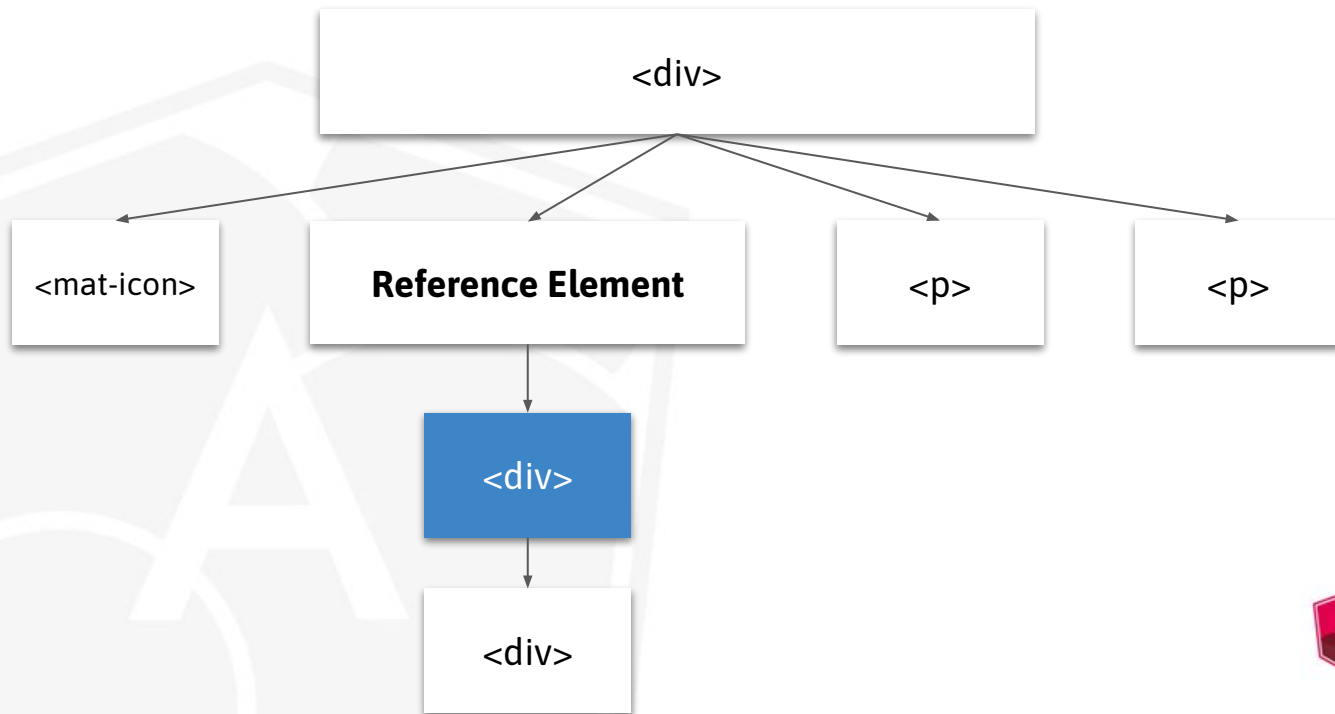 <div>
<mat-icon>
Reference Element
<p>
<p>
<div>
<div>